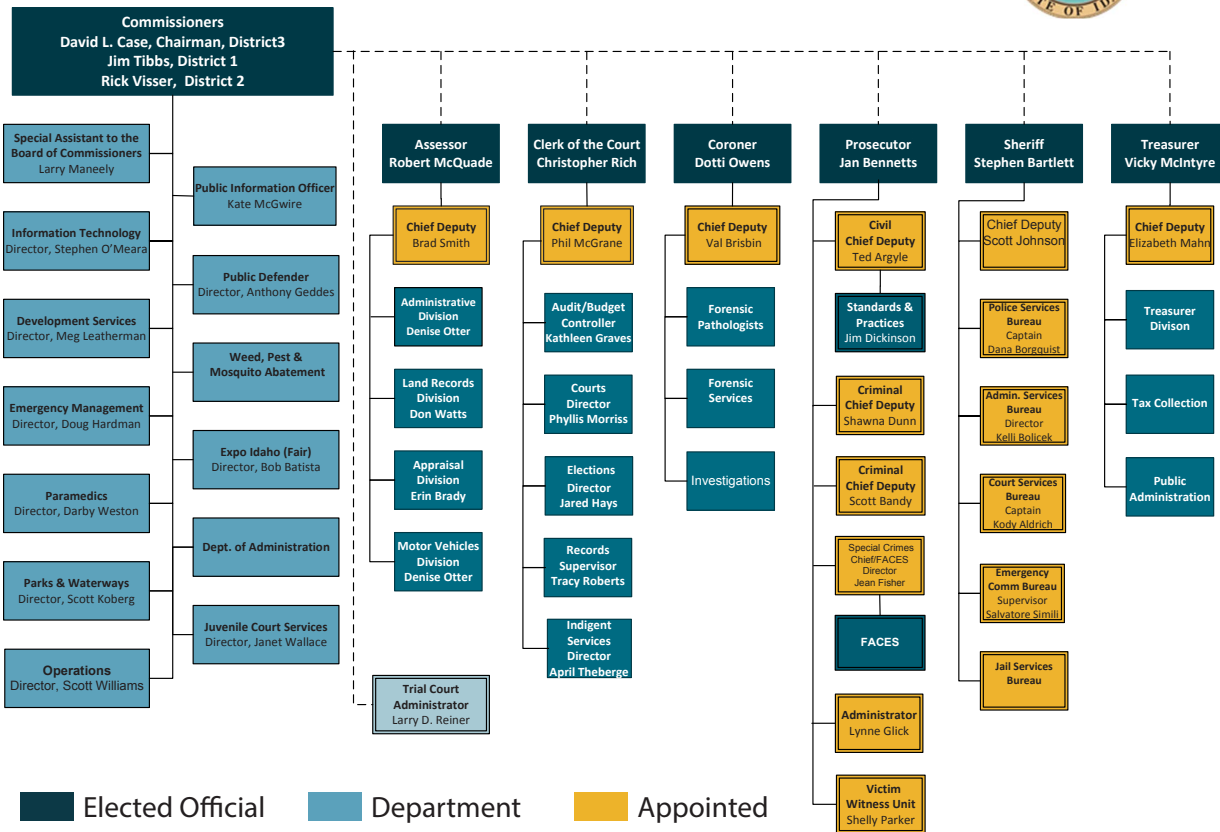 TE OF ID
Commissioners
David L. Case, Chairman, District3
Jim Tibbs, District 1
Rick Visser, District 2
Special Assistant to the
Board of Commissioners
Larry Maneely
Public Information Officer
Kate McGwire
Information Technology
Director, Stephen O’Meara
Public Defender
Director, Anthony Geddes
Development Services
Director, Meg Leatherman
Weed, Pest &
Mosquito Abatement
Emergency Management
Director, Doug Hardman
Expo Idaho (Fair)
Director, Bob Batista
Paramedics
Director, Darby Weston
Dept. of Administration
Parks & Waterways
Director, Scott Koberg
Juvenile Court Services
Director, Janet Wallace
Operations
Director, Scott Williams
Assessor
Robert McQuade
Chief Deputy
Brad Smith
Administrative
Division
Denise Otter
Land Records
Division
Don Watts
Appraisal
Division
Erin Brady
Motor Vehicles
Division
Denise Otter
Trial Court
Administrator
Larry D. Reiner
Clerk of the Court
Christopher Rich
Chief Deputy
Phil McGrane
Audit/Budget
Controller
Kathleen Graves
Courts
Director
Phyllis Morriss
Elections
Director
Jared Hays
Records
Supervisor
Tracy Roberts
Indigent
Services
Director
April Theberge
Coroner
Dotti Owens
Chief Deputy
Val Brisbin
Forensic
Pathologists
Forensic
Services
Investigations
Prosecutor
Jan Bennetts
Civil
Chief Deputy
Ted Argyle
Standards &
Practices
Jim Dickinson
Criminal
Chief Deputy
Shawna Dunn
Criminal
Chief Deputy
Scott Bandy
Special Crimes
Chief/FACES
Director
Jean Fisher
FACES
Administrator
Lynne Glick
Victim
Witness Unit
Shelly Parker
Sheriff
Stephen Bartlett
Chief Deputy
Scott Johnson
Police Services
Bureau
Captain
Dana Borgquist
Admin. Services
Bureau
Director
Kelli Bolicek
Court Services
Bureau
Captain
Kody Aldrich
Emergency
Comm Bureau
Supervisor
Salvatore Simili
Jail Services
Bureau
Treasurer
Vicky McIntyre
Chief Deputy
Elizabeth Mahn
Treasurer
Divison
Tax Collection
Public
Administration
Elected Official
Department
Appointed